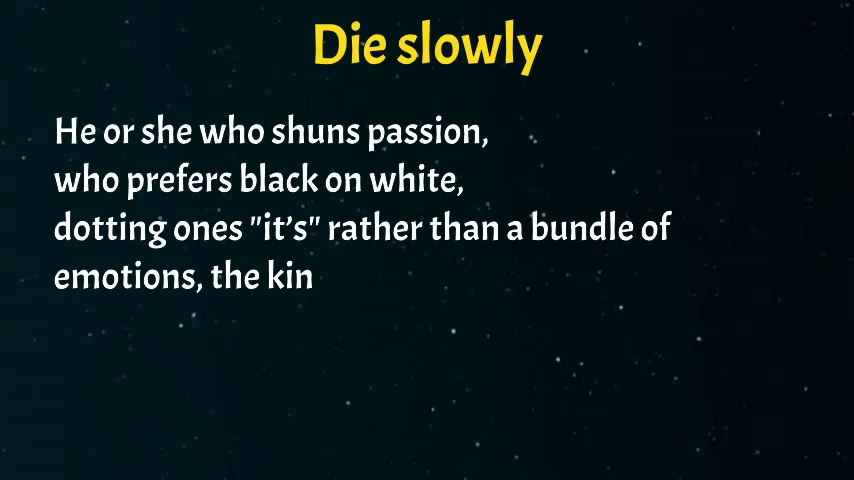 Die slowly
He or she who shuns passion,
who prefers black on white,
dotting ones "it’s" rather than a bundle of
emotions, the kin